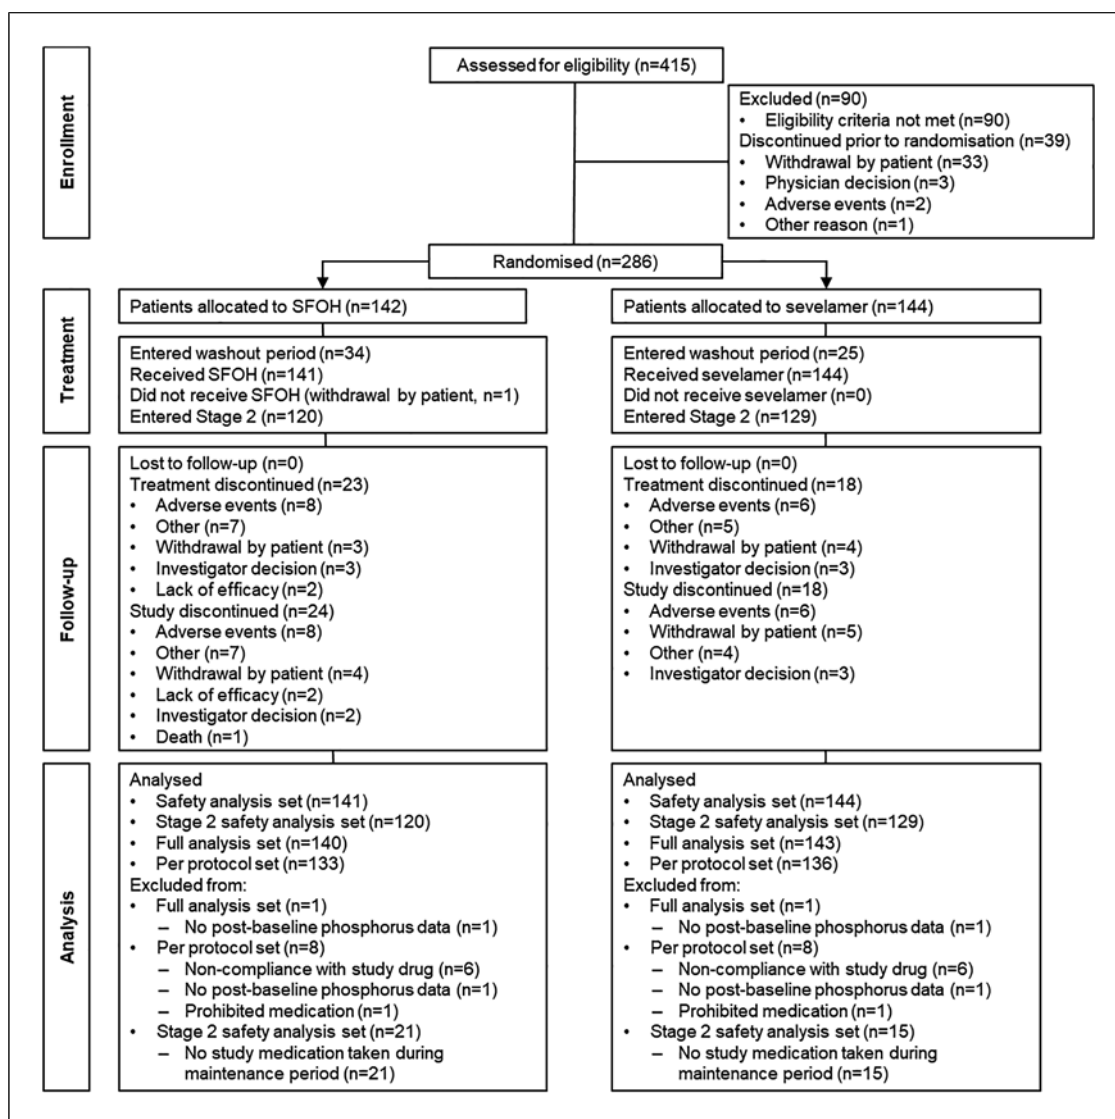 Enrollment
Assessed for eligibility (n=415)
Excluded (n=90)
• Eligibility criteria not met (n=90)
Discontinued prior to randomisation (n=39)
• Withdrawal by patient (n=33)
• Physician decision (n=3)
• Adverse events (n=2)
• Other reason (n=1)
Randomised (n=286)
Treatment
Patients allocated to SFOH (n=142)
Entered washout period (n=34)
Received SFOH (n=141)
Did not receive SFOH (withdrawal by patient, n=1)
Entered Stage 2 (n=120)
Patients allocated to sevelamer (n=144)
Entered washout period (n=25)
Received sevelamer (n=144)
Did not receive sevelamer (n=0)
Entered Stage 2 (n=129)
Follow-up
Lost to follow-up (n=0)
Treatment discontinued (n=23)
• Adverse events (n=8)
• Other (n=7)
• Withdrawal by patient (n=3)
• Investigator decision (n=3)
• Lack of efficacy (n=2)
Study discontinued (n=24)
• Adverse events (n=8)
• Other (n=7)
• Withdrawal by patient (n=4)
• Lack of efficacy (n=2)
• Investigator decision (n=2)
• Death (n=1)
Lost to follow-up (n=0)
Treatment discontinued (n=18)
• Adverse events (n=6)
• Other (n=5)
• Withdrawal by patient (n=4)
• Investigator decision (n=3)
Study discontinued (n=18)
• Adverse events (n=6)
• Withdrawal by patient (n=5)
• Other (n=4)
• Investigator decision (n=3)
Analysis
Analysed
• Safety analysis set (n=141)
• Stage 2 safety analysis set (n=120)
• Full analysis set (n=140)
• Per protocol set (n=133)
Excluded from:
• Full analysis set (n=1)
– No post-baseline phosphorus data (n=1)
• Per protocol set (n=8)
– Non-compliance with study drug (n=6)
– No post-baseline phosphorus data (n=1)
– Prohibited medication (n=1)
• Stage 2 safety analysis set (n=21)
– No study medication taken during
maintenance period (n=21)
Analysed
• Safety analysis set (n=144)
• Stage 2 safety analysis set (n=129)
• Full analysis set (n=143)
• Per protocol set (n=136)
Excluded from:
• Full analysis set (n=1)
– No post-baseline phosphorus data (n=1)
• Per protocol set (n=8)
– Non-compliance with study drug (n=6)
– No post-baseline phosphorus data (n=1)
– Prohibited medication (n=1)
• Stage 2 safety analysis set (n=15)
– No study medication taken during
maintenance period (n=15)